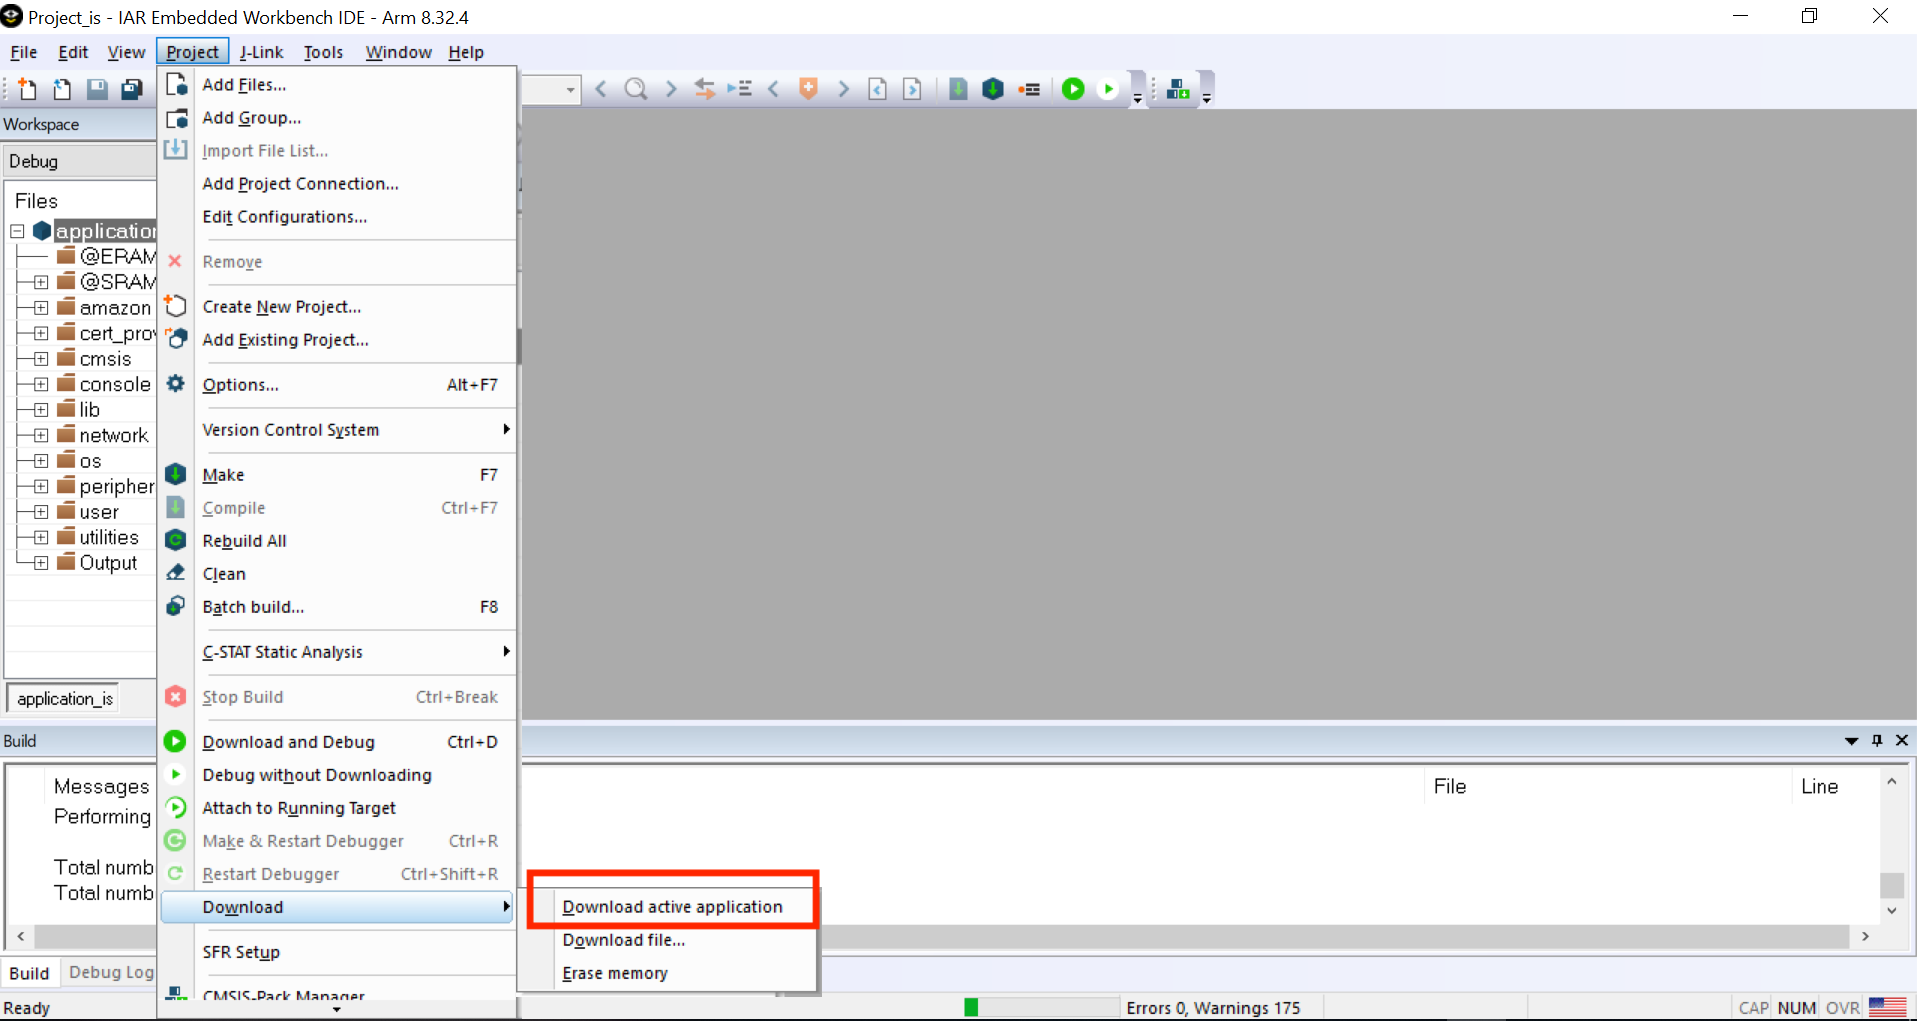 Project_is - IAR Embedded Workbench IDE - Arm 8.32.4
File Edit View Project J-Link Tools Window Help
Workspace
Debug
Files
application
@ERAM
@SRAM
amazon
cert_prov
cmsis
console
lib
network
os
peripher
user
utilities
Output
application_is
Add Files...
Add Group...
Import File List...
Add Project Connection...
Edit Configurations...
Remove
Create New Project...
Add Existing Project...
Options... Alt+F7
Version Control System
Make F7
Compile Ctrl+F7
Rebuild All
Clean
Batch build... F8
C-STAT Static Analysis
Stop Build Ctrl+Break
Download and Debug Ctrl+D
Debug without Downloading
Attach to Running Target
Make & Restart Debugger Ctrl+R
Restart Debugger Ctrl+Shift+R
Download
SFR Setup
CMSIS-Pack Manager
Download active application
Download file...
Erase memory
Build
Messages File Line
Performing
Total numb
Total numb
Build Debug Log
Ready Errors 0, Warnings 175 CAP NUM OVR